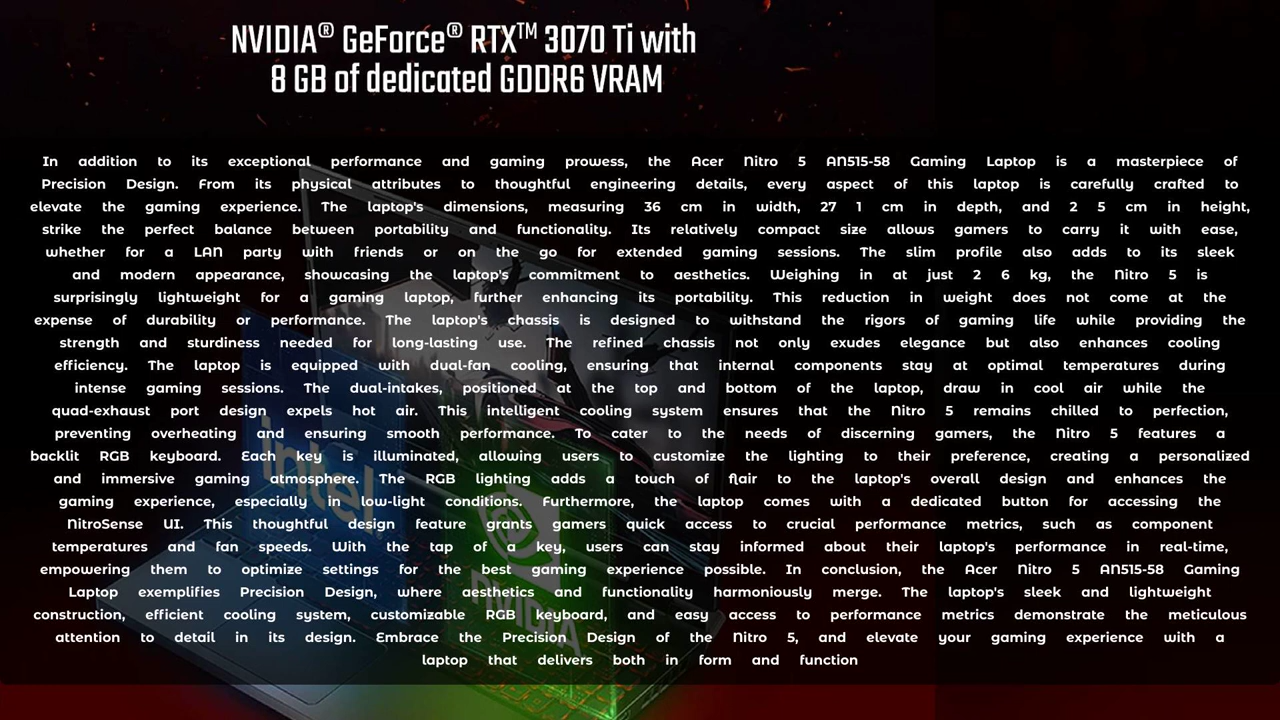 NVIDIA® GeForce® RTX™ 3070 Ti with
8 GB of dedicated GDDR6 VRAM
In addition to its exceptional performance and gaming prowess, the Acer Nitro 5 AN515-58 Gaming Laptop is a masterpiece of
Precision Design. From its physical attributes to thoughtful engineering details, every aspect of this laptop is carefully crafted to
elevate the gaming experience. The laptop's dimensions, measuring 36 cm in width, 27 1 cm in depth, and 2 5 cm in height,
strike the perfect balance between portability and functionality. Its relatively compact size allows gamers to carry it with ease,
whether for a LAN party with friends or on the go for extended gaming sessions. The slim profile also adds to its sleek
and modern appearance, showcasing the laptop's commitment to aesthetics. Weighing in at just 2 6 kg, the Nitro 5 is
surprisingly lightweight for a gaming laptop, further enhancing its portability. This reduction in weight does not come at the
expense of durability or performance. The laptop's chassis is designed to withstand the rigors of gaming life while providing the
strength and sturdiness needed for long-lasting use. The refined chassis not only exudes elegance but also enhances cooling
efficiency. The laptop is equipped with dual-fan cooling, ensuring that internal components stay at optimal temperatures during
intense gaming sessions. The dual-intakes, positioned at the top and bottom of the laptop, draw in cool air while the
quad-exhaust port design expels hot air. This intelligent cooling system ensures that the Nitro 5 remains chilled to perfection,
preventing overheating and ensuring smooth performance. To cater to the needs of discerning gamers, the Nitro 5 features a
backlit RGB keyboard. Each key is illuminated, allowing users to customize the lighting to their preference, creating a personalized
and immersive gaming atmosphere. The RGB lighting adds a touch of flair to the laptop's overall design and enhances the
gaming experience, especially in low-light conditions. Furthermore, the laptop comes with a dedicated button for accessing the
NitroSense UI. This thoughtful design feature grants gamers quick access to crucial performance metrics, such as component
temperatures and fan speeds. With the tap of a key, users can stay informed about their laptop's performance in real-time,
empowering them to optimize settings for the best gaming experience possible. In conclusion, the Acer Nitro 5 AN515-58 Gaming
Laptop exemplifies Precision Design, where aesthetics and functionality harmoniously merge. The laptop's sleek and lightweight
construction, efficient cooling system, customizable RGB keyboard, and easy access to performance metrics demonstrate the meticulous
attention to detail in its design. Embrace the Precision Design of the Nitro 5, and elevate your gaming experience with a
laptop that delivers both in form and function
intel
NVIDIA